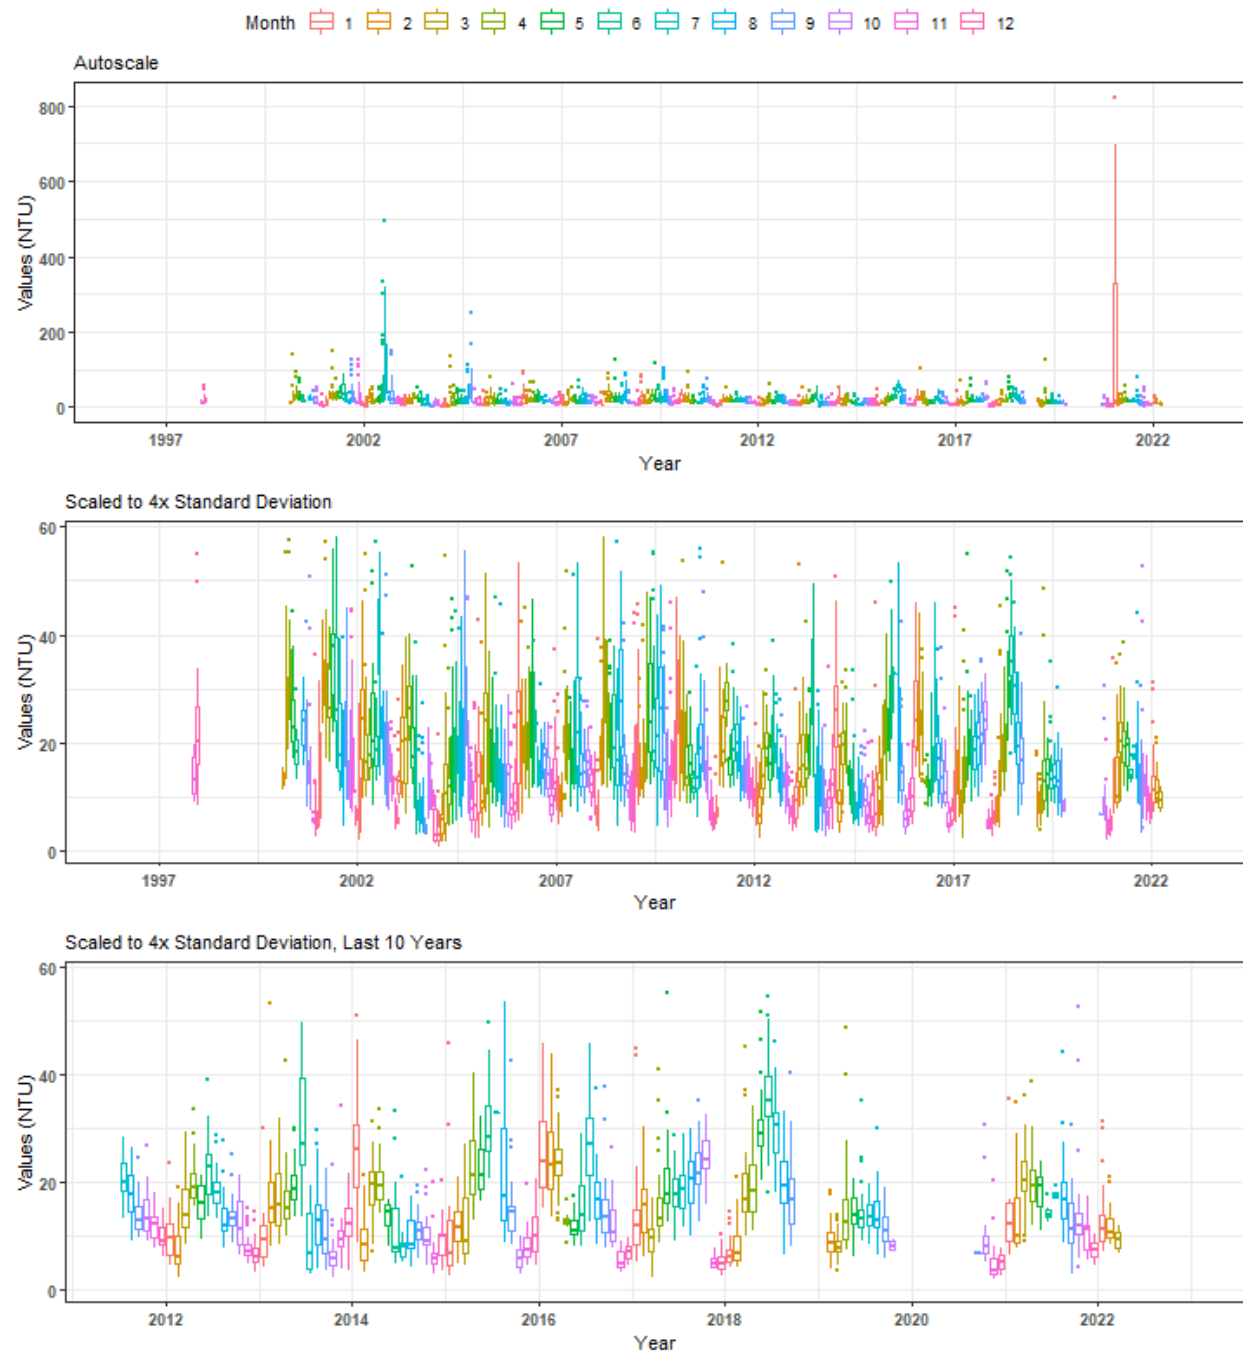 Month 1 2 3 4 5 6 7 8 9 10 11 12
Autoscale
Values (NTU)
800
600
400
200
0
1997 2002 2007 2012 2017 2022
Year
Scaled to 4x Standard Deviation
Values (NTU)
60
40
20
0
1997 2002 2007 2012 2017 2022
Year
Scaled to 4x Standard Deviation, Last 10 Years
Values (NTU)
60
40
20
0
2012 2014 2016 2018 2020 2022
Year